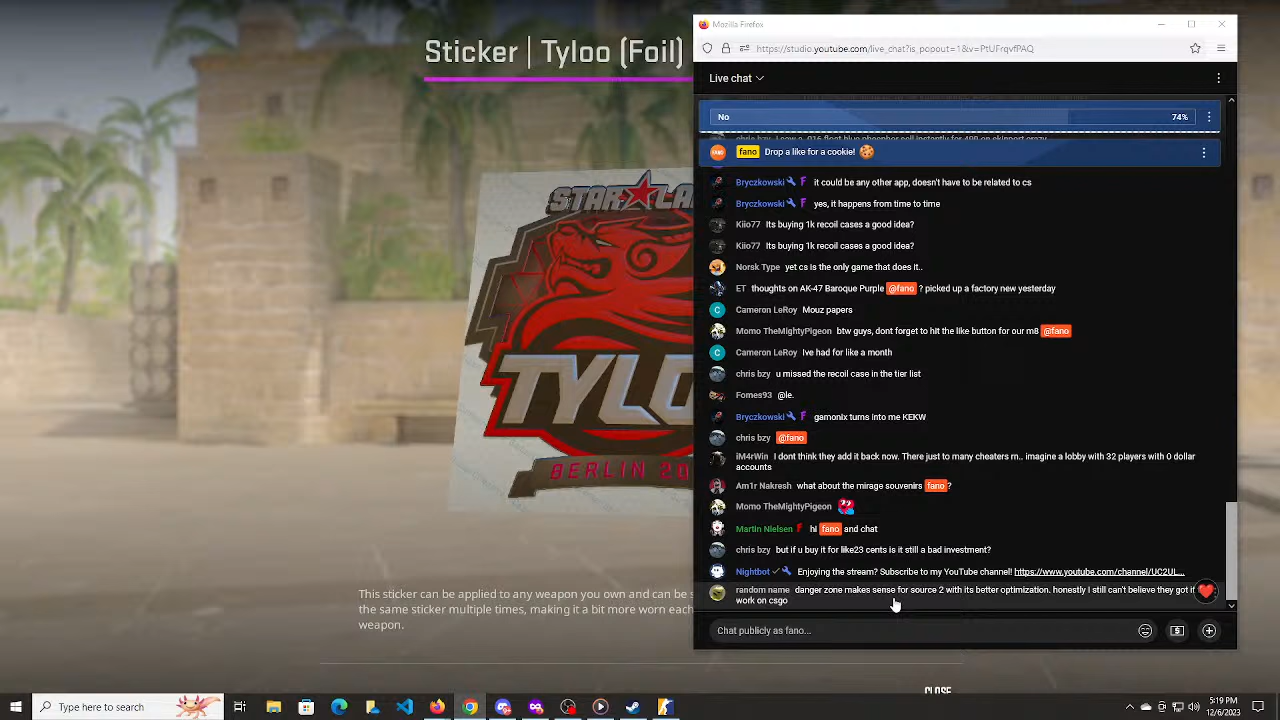 Sticker | Tyloo (Foil)
STAR
TYLO
BERLIN 20
This sticker can be applied to any weapon you own and can be s
the same sticker multiple times, making it a bit more worn each
weapon.
CLOSE
Mozilla Firefox
https://studio.youtube.com/live_chat?is_popout=1&v=PtUFrqvfPAQ
Live chat
No 74%
fano Drop a like for a cookie! 🍪
Bryczkowski it could be any other app, doesn't have to be related to cs
Bryczkowski yes, it happens from time to time
Kiio77 Its buying 1k recoil cases a good idea?
Kiio77 Its buying 1k recoil cases a good idea?
Norsk Type yet cs is the only game that does it..
ET thoughts on AK-47 Baroque Purple @fano ? picked up a factory new yesterday
C Cameron LeRoy Mouz papers
Momo TheMightyPigeon btw guys, dont forget to hit the like button for our m8 @fano
C Cameron LeRoy Ive had for like a month
chris bzy u missed the recoil case in the tier list
Fomes93 @le.
Bryczkowski gamonix turns into me KEKW
chris bzy @fano
iM4rWin I dont think they add it back now. There just to many cheaters rn.. imagine a lobby with 32 players with 0 dollar
accounts
Am1r Nakresh what about the mirage souvenirs fano ?
Momo TheMightyPigeon
Martin Nielsen hi fano and chat
chris bzy but if u buy it for like23 cents is it still a bad investment?
Nightbot Enjoying the stream? Subscribe to my YouTube channel! https://www.youtube.com/channel/UC2UL...
random name danger zone makes sense for source 2 with its better optimization. honestly I still can't believe they got it
work on csgo
Chat publicly as fano...
Type here to search
5:19 PM
12/6/2023